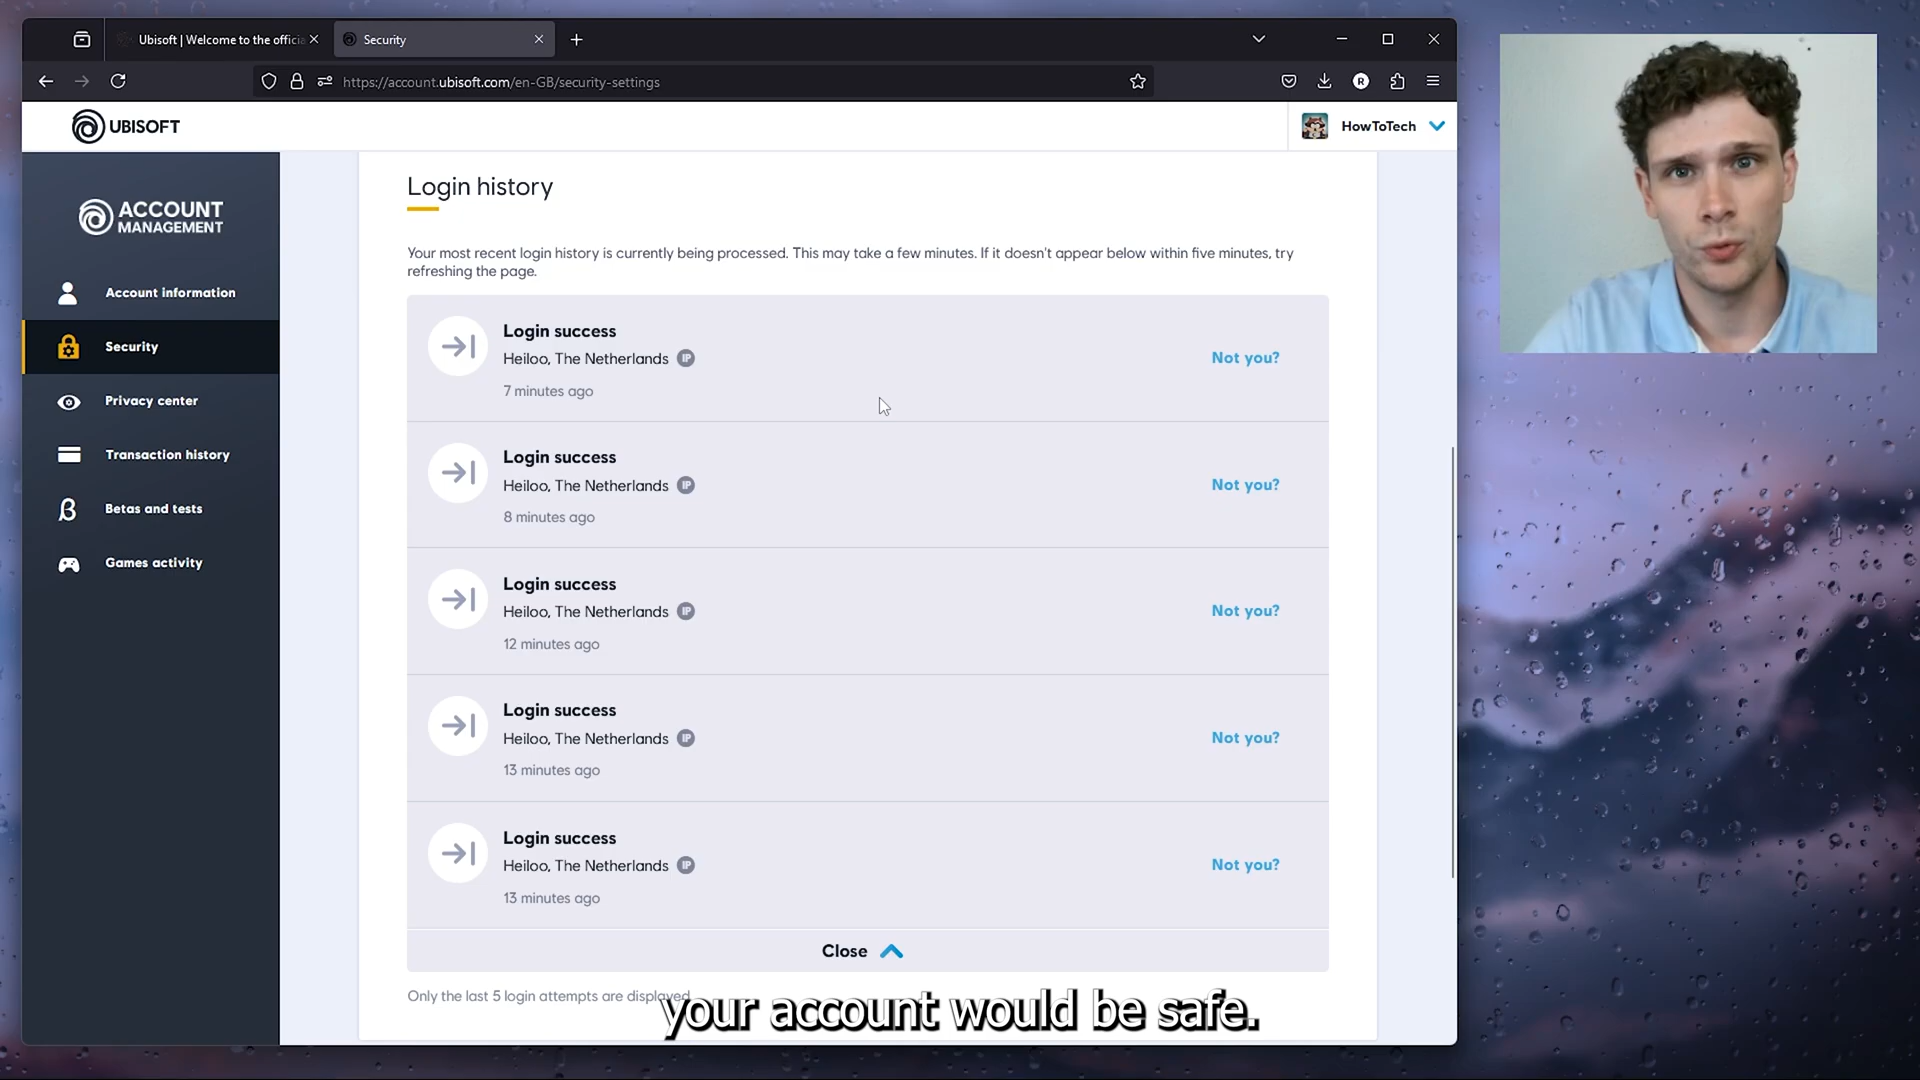 Ubisoft | Welcome to the officia
Security
https://account.ubisoft.com/en-GB/security-settings
R
UBISOFT
HowToTech
ACCOUNT
MANAGEMENT
Account information
Security
Privacy center
Transaction history
Betas and tests
Games activity
Login history
Your most recent login history is currently being processed. This may take a few minutes. If it doesn't appear below within five minutes, try
refreshing the page.
Login success
Heiloo, The Netherlands IP
Not you?
7 minutes ago
Login success
Heiloo, The Netherlands IP
Not you?
8 minutes ago
Login success
Heiloo, The Netherlands IP
Not you?
12 minutes ago
Login success
Heiloo, The Netherlands IP
Not you?
13 minutes ago
Login success
Heiloo, The Netherlands IP
Not you?
13 minutes ago
Close
Only the last 5 login attempts are displayed
your account would be safe.